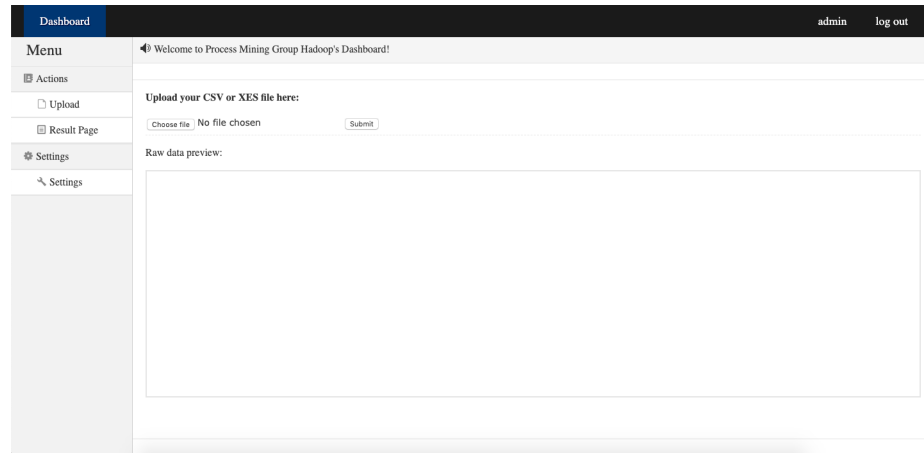 Dashboard admin log out
Menu
Welcome to Process Mining Group Hadoop's Dashboard!
Actions
Upload
Result Page
Settings
Settings
Upload your CSV or XES file here:
Choose file No file chosen Submit
Raw data preview: